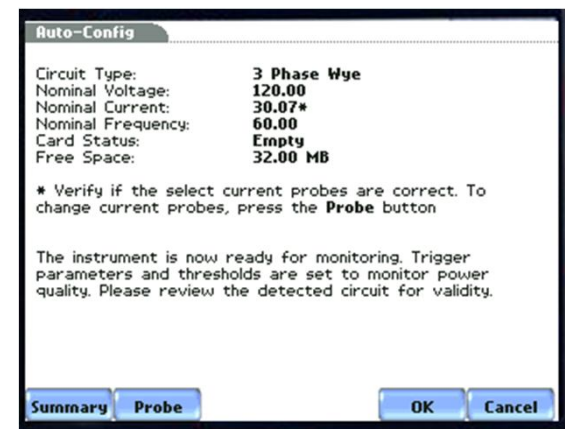 Auto-Config
Circuit Type: 3 Phase Wye
Nominal Voltage: 120.00
Nominal Current: 30.07*
Nominal Frequency: 60.00
Card Status: Empty
Free Space: 32.00 MB
* Verify if the select current probes are correct. To
change current probes, press the Probe button
The instrument is now ready for monitoring. Trigger
parameters and thresholds are set to monitor power
quality. Please review the detected circuit for validity.
Summary Probe OK Cancel